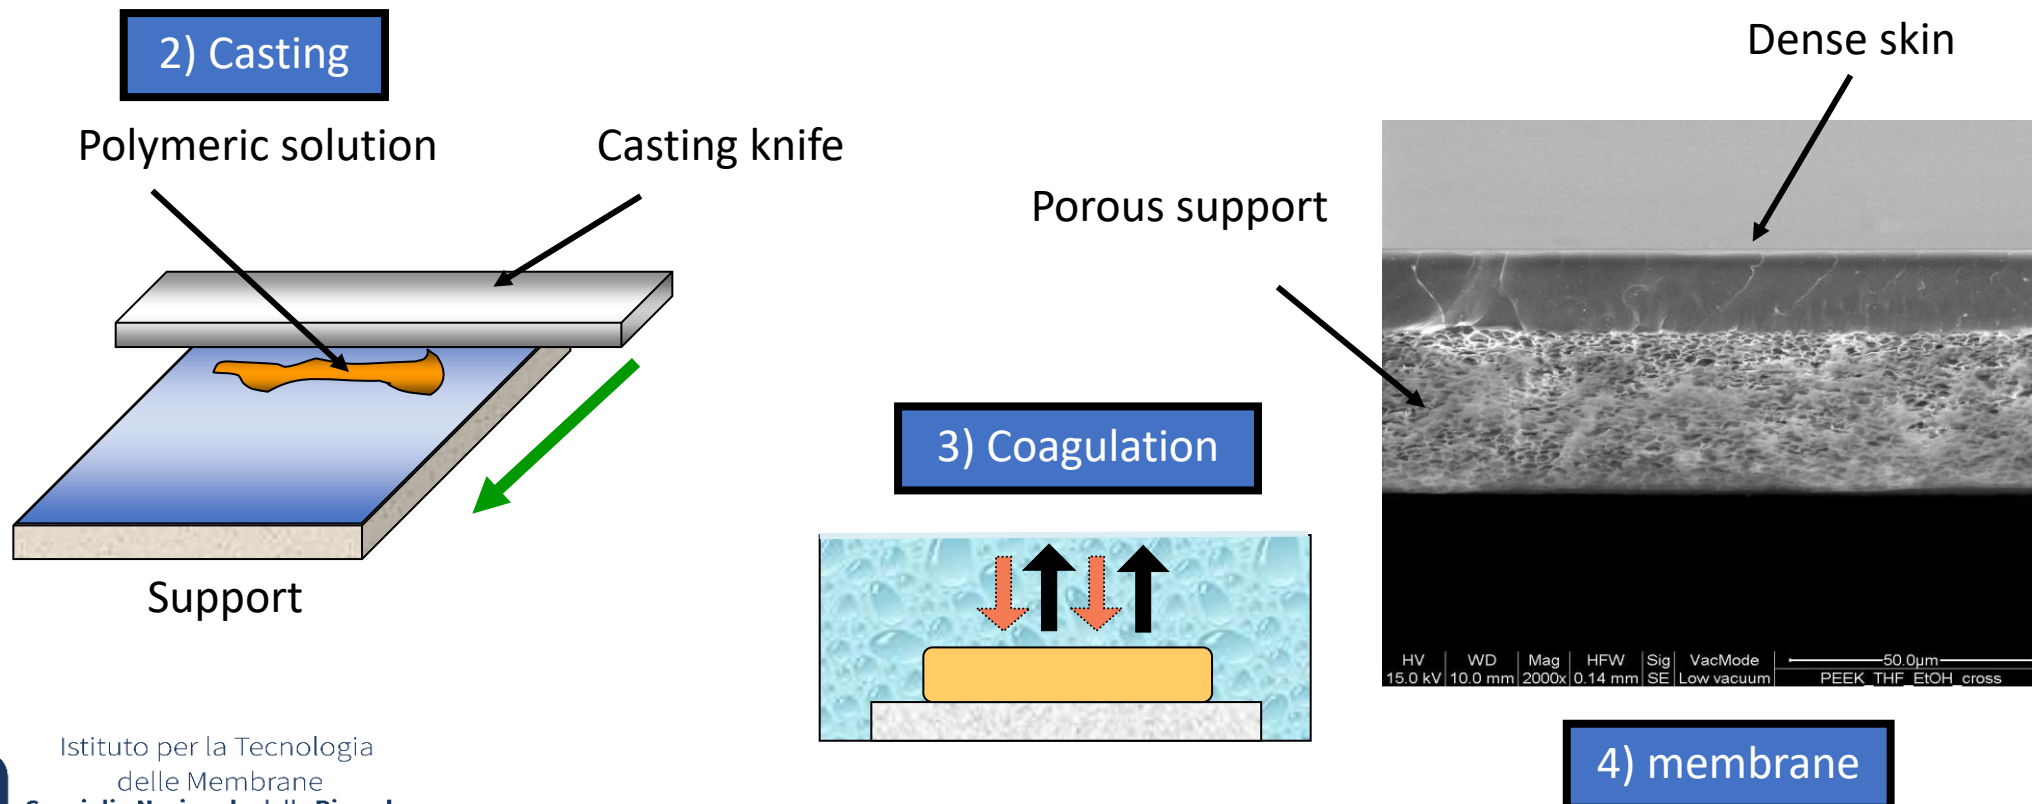 2) Casting
Dense skin
Polymeric solution
Casting knife
Porous support
3) Coagulation
Support
HV WD Mag HFW Sig VacMode 50.0µm
15.0 kV 10.0 mm 2000x 0.14 mm SE Low vacuum PEEK_THF_EtOH_cross
4) membrane
Istituto per la Tecnologia
delle Membrane